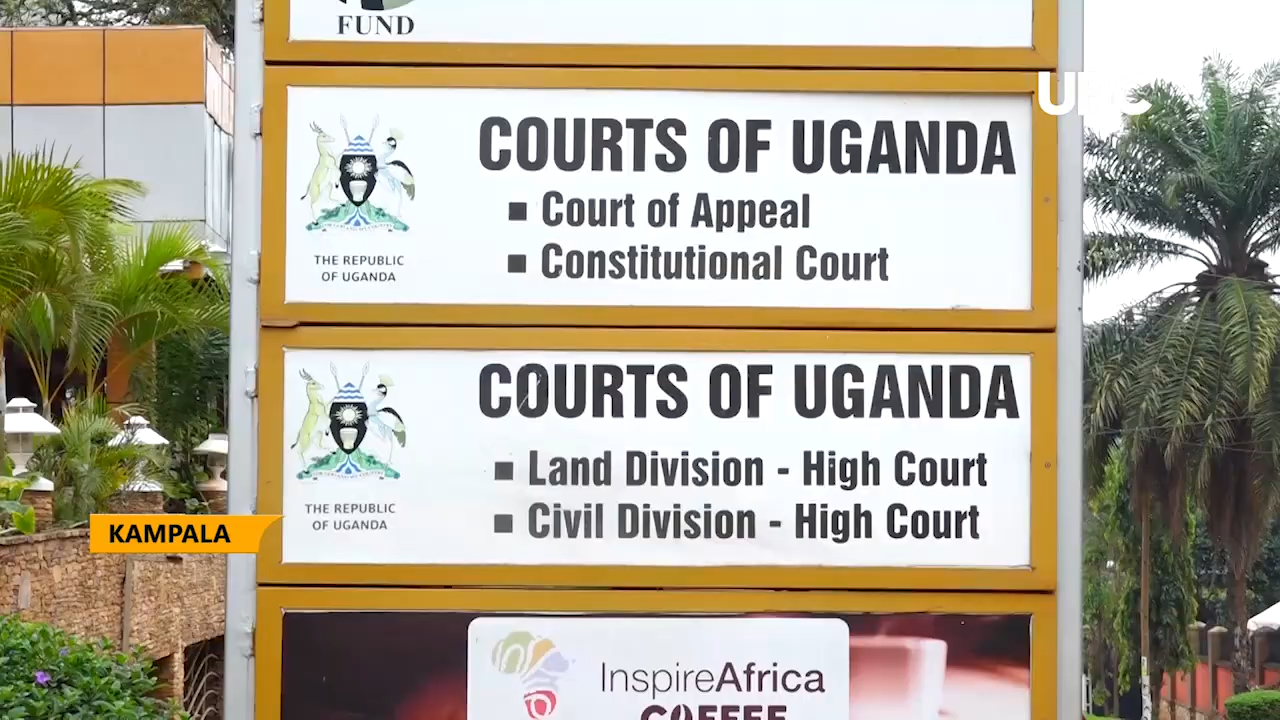 FUND
COURTS OF UGANDA
▪ Court of Appeal
▪ Constitutional Court
THE REPUBLIC
OF UGANDA
COURTS OF UGANDA
▪ Land Division - High Court
▪ Civil Division - High Court
THE REPUBLIC
OF UGANDA
KAMPALA
InspireAfrica
COFFEE